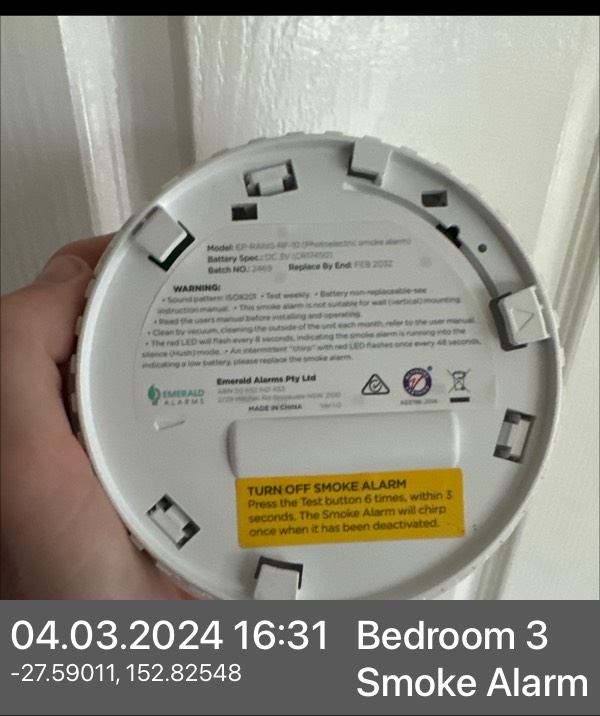 Model: EP-RANG-RF-10 (Photoelectric smoke alarm)
Battery Spec.: DC 3V (CR17450)
Batch NO.: 2469 Replace By End: FEB 2032
WARNING:
• Sound pattern: ISO8201 • Test weekly. • Battery non-replaceable-see
instruction manual. • This smoke alarm is not suitable for wall (vertical) mounting.
• Read the users manual before installing and operating.
• Clean by vacuum, cleaning the outside of the unit each month, refer to the user manual.
• The red LED will flash every 8 seconds, indicating the smoke alarm is running into the
silence (Hush) mode. • An intermittent "chirp" with red LED flashes once every 48 seconds,
indicating a low battery, please replace the smoke alarm.
EMERALD
ALARMS
Emerald Alarms Pty Ltd
NSW
MADE IN CHINA Ver1.0
TURN OFF SMOKE ALARM
Press the Test button 6 times, within 3
seconds. The Smoke Alarm will chirp
once when it has been deactivated.
04.03.2024 16:31
-27.59011, 152.82548
Bedroom 3
Smoke Alarm